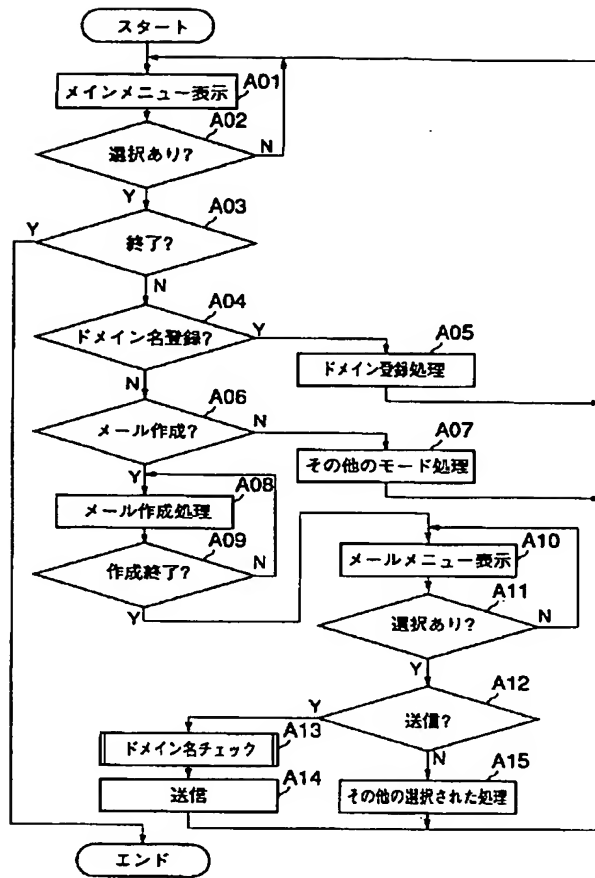 スタート
メインメニュー表示
A01
A02
選択あり?
N
Y
A03
Y
終了?
N
A04
ドメイン名登録?
Y
A05
ドメイン登録処理
N
A06
メール作成?
N
A07
その他のモード処理
Y
A08
メール作成処理
A09
作成終了?
N
Y
A10
メールメニュー表示
A11
選択あり?
N
Y
A12
Y
送信?
N
A13
ドメイン名チェック
A14
送信
A15
その他の選択された処理
エンド